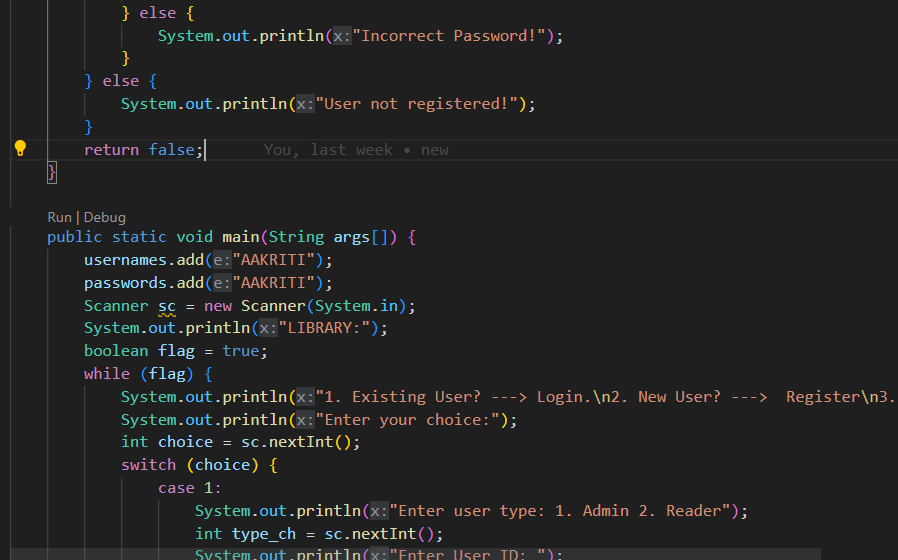 } else {
System.out.println(x:"Incorrect Password!");
}
} else {
System.out.println(x:"User not registered!");
}
return false; You, last week • new
}
Run | Debug
public static void main(String args[]) {
usernames.add(e:"AAKRITI");
passwords.add(e:"AAKRITI");
Scanner sc = new Scanner(System.in);
System.out.println(x:"LIBRARY:");
boolean flag = true;
while (flag) {
System.out.println(x:"1. Existing User? ---> Login.\n2. New User? --->  Register\n3.
System.out.println(x:"Enter your choice:");
int choice = sc.nextInt();
switch (choice) {
case 1:
System.out.println(x:"Enter user type: 1. Admin 2. Reader");
int type_ch = sc.nextInt();
System.out.println(x:"Enter User ID: ");